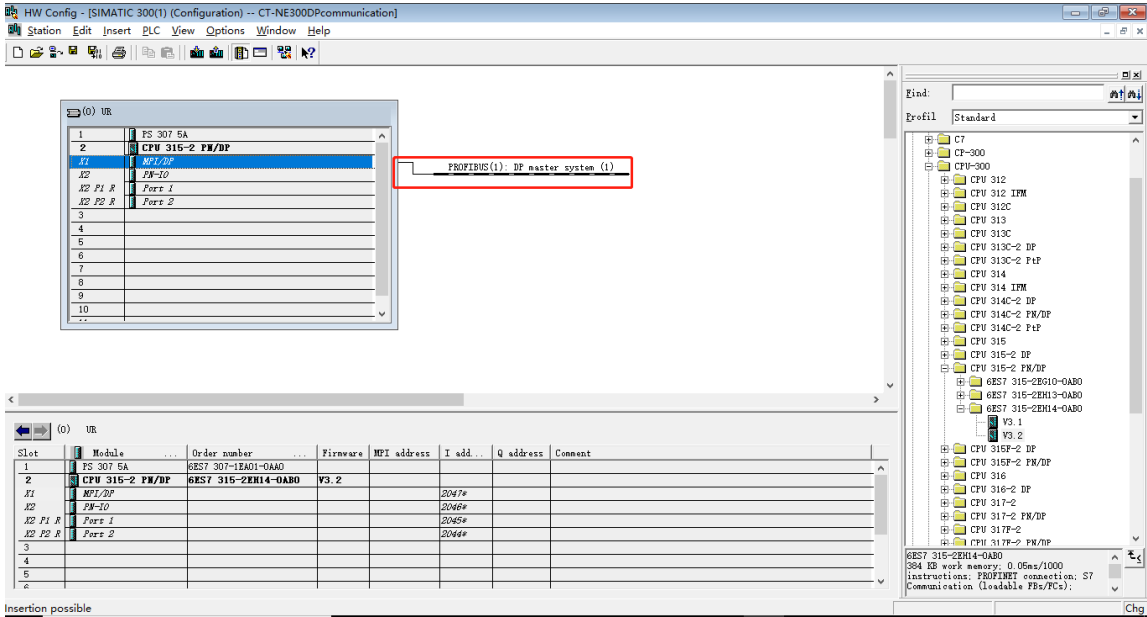 HW Config - [SIMATIC 300(1) (Configuration) -- CT-NE300DPcommunication]
Station Edit Insert PLC View Options Window Help
(0) UR
1 PS 307 5A
2 CPU 315-2 PN/DP
X1 MPI/DP
X2 PN-IO
X2 P1 R Port 1
X2 P2 R Port 2
3
4
5
6
7
8
9
10
PROFIBUS(1): DP master system (1)
(0) UR
Slot Module ... Order number ... Firmware MPI address I add... Q address Comment
1 PS 307 5A 6ES7 307-1EA01-0AA0
2 CPU 315-2 PN/DP 6ES7 315-2EH14-0AB0 V3.2
X1 MPI/DP 2047*
X2 PN-IO 2046*
X2 P1 R Port 1 2045*
X2 P2 R Port 2 2044*
3
4
5
6
Insertion possible
Find:
Profil Standard
C7
CP-300
CPU-300
CPU 312
CPU 312 IFM
CPU 312C
CPU 313
CPU 313C
CPU 313C-2 DP
CPU 313C-2 PtP
CPU 314
CPU 314 IFM
CPU 314C-2 DP
CPU 314C-2 PN/DP
CPU 314C-2 PtP
CPU 315
CPU 315-2 DP
CPU 315-2 PN/DP
6ES7 315-2EG10-0AB0
6ES7 315-2EH13-0AB0
6ES7 315-2EH14-0AB0
V3.1
V3.2
CPU 315F-2 DP
CPU 315F-2 PN/DP
CPU 316
CPU 316-2 DP
CPU 317-2
CPU 317-2 PN/DP
CPU 317F-2
CPU 317F-2 PN/DP
6ES7 315-2EH14-0AB0
384 KB work memory; 0.05ms/1000
instructions; PROFINET connection; S7
Communication (loadable FBs/FCs);
Chg